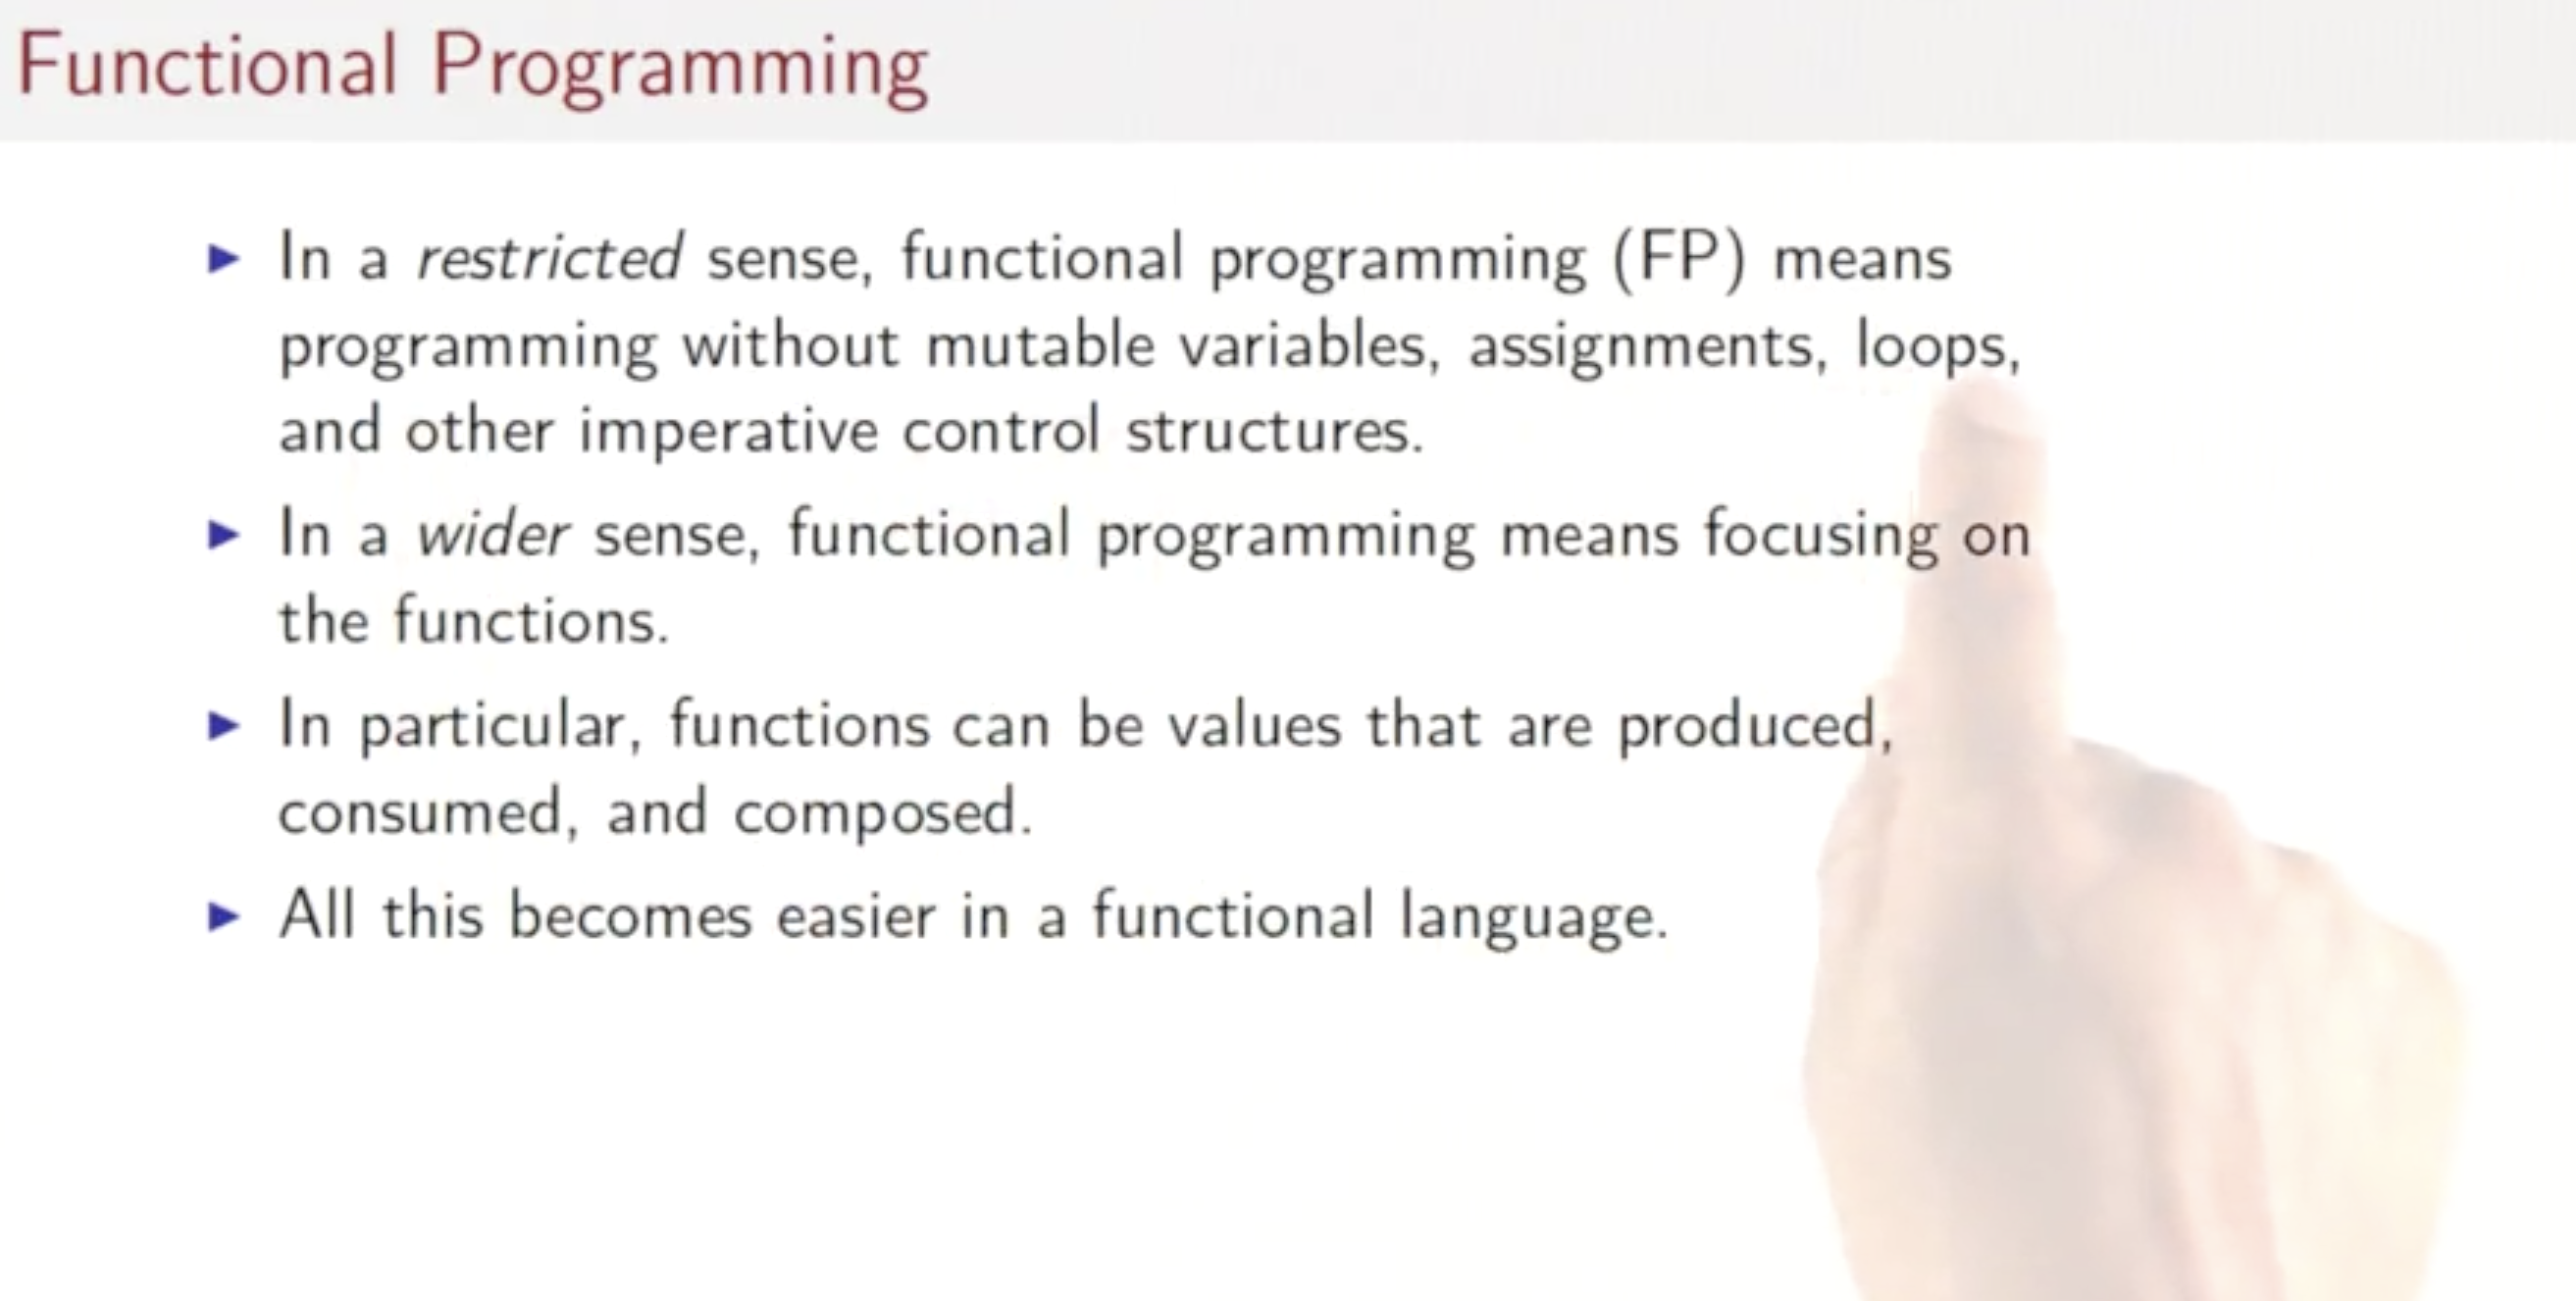 Functional Programming
▶ In a restricted sense, functional programming (FP) means
programming without mutable variables, assignments, loops,
and other imperative control structures.
▶ In a wider sense, functional programming means focusing on
the functions.
▶ In particular, functions can be values that are produced,
consumed, and composed.
▶ All this becomes easier in a functional language.